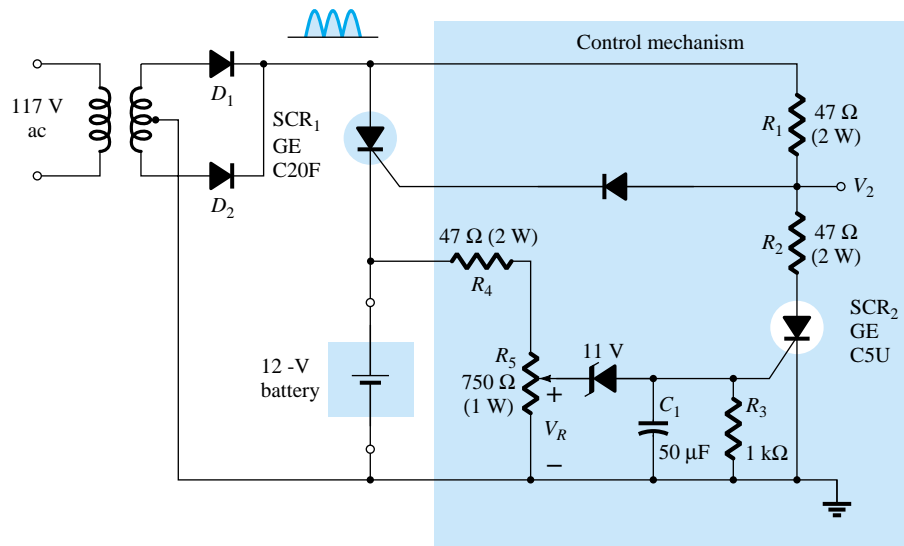 Control mechanism
117 V
ac
D1
D2
SCR1
GE
C20F
R1
47 Ω
(2 W)
V2
R2
47 Ω
(2 W)
47 Ω (2 W)
R4
SCR2
GE
C5U
12 -V
battery
R5
750 Ω
(1 W)
11 V
+
VR
−
C1
50 μF
R3
1 kΩ